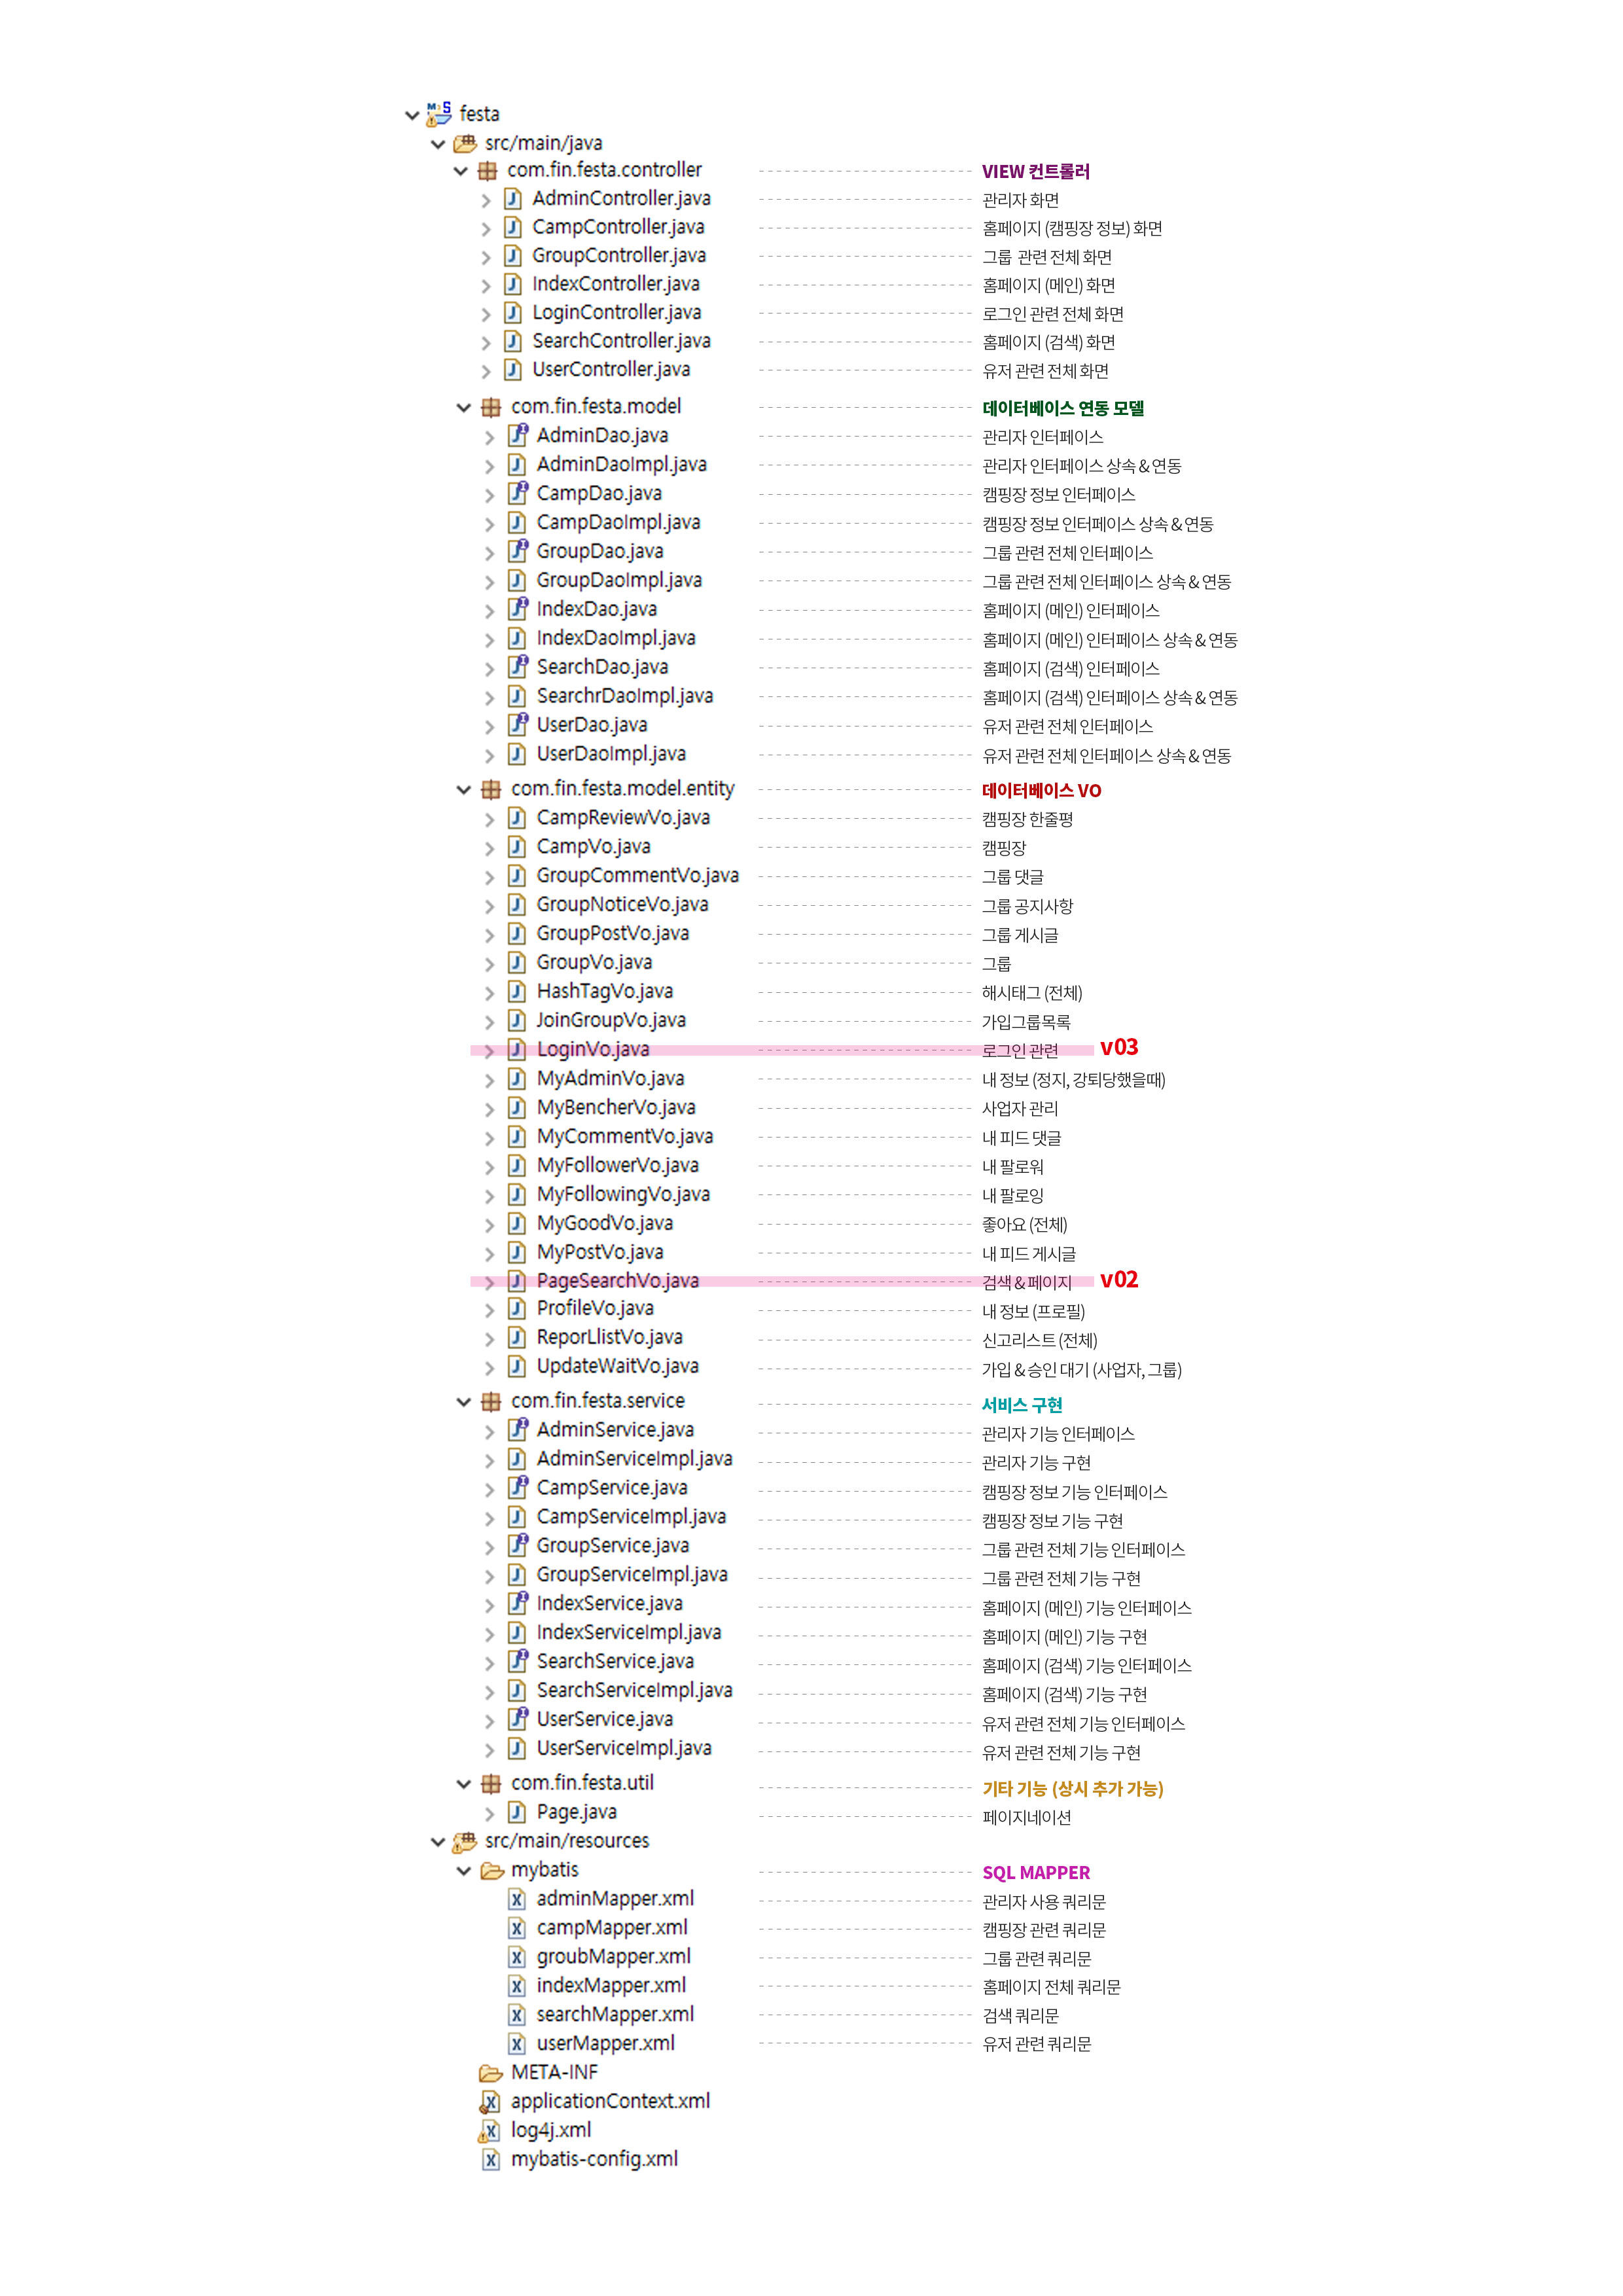 festa
src/main/java
com.fin.festa.controller VIEW 컨트롤러
AdminController.java 관리자 화면
CampController.java 홈페이지 (캠핑장 정보) 화면
GroupController.java 그룹 관련 전체 화면
IndexController.java 홈페이지 (메인) 화면
LoginController.java 로그인 관련 전체 화면
SearchController.java 홈페이지 (검색) 화면
UserController.java 유저 관련 전체 화면
com.fin.festa.model 데이터베이스 연동 모델
AdminDao.java 관리자 인터페이스
AdminDaoImpl.java 관리자 인터페이스 상속 & 연동
CampDao.java 캠핑장 정보 인터페이스
CampDaoImpl.java 캠핑장 정보 인터페이스 상속 & 연동
GroupDao.java 그룹 관련 전체 인터페이스
GroupDaoImpl.java 그룹 관련 전체 인터페이스 상속 & 연동
IndexDao.java 홈페이지 (메인) 인터페이스
IndexDaoImpl.java 홈페이지 (메인) 인터페이스 상속 & 연동
SearchDao.java 홈페이지 (검색) 인터페이스
SearchrDaoImpl.java 홈페이지 (검색) 인터페이스 상속 & 연동
UserDao.java 유저 관련 전체 인터페이스
UserDaoImpl.java 유저 관련 전체 인터페이스 상속 & 연동
com.fin.festa.model.entity 데이터베이스 VO
CampReviewVo.java 캠핑장 한줄평
CampVo.java 캠핑장
GroupCommentVo.java 그룹 댓글
GroupNoticeVo.java 그룹 공지사항
GroupPostVo.java 그룹 게시글
GroupVo.java 그룹
HashTagVo.java 해시태그 (전체)
JoinGroupVo.java 가입그룹목록
LoginVo.java 로그인 관련 v03
MyAdminVo.java 내 정보 (정지, 강퇴당했을때)
MyBencherVo.java 사업자 관리
MyCommentVo.java 내 피드 댓글
MyFollowerVo.java 내 팔로워
MyFollowingVo.java 내 팔로잉
MyGoodVo.java 좋아요 (전체)
MyPostVo.java 내 피드 게시글
PageSearchVo.java 검색 & 페이지 v02
ProfileVo.java 내 정보 (프로필)
ReporLlistVo.java 신고리스트 (전체)
UpdateWaitVo.java 가입 & 승인 대기 (사업자, 그룹)
com.fin.festa.service 서비스 구현
AdminService.java 관리자 기능 인터페이스
AdminServiceImpl.java 관리자 기능 구현
CampService.java 캠핑장 정보 기능 인터페이스
CampServiceImpl.java 캠핑장 정보 기능 구현
GroupService.java 그룹 관련 전체 기능 인터페이스
GroupServiceImpl.java 그룹 관련 전체 기능 구현
IndexService.java 홈페이지 (메인) 기능 인터페이스
IndexServiceImpl.java 홈페이지 (메인) 기능 구현
SearchService.java 홈페이지 (검색) 기능 인터페이스
SearchServiceImpl.java 홈페이지 (검색) 기능 구현
UserService.java 유저 관련 전체 기능 인터페이스
UserServiceImpl.java 유저 관련 전체 기능 구현
com.fin.festa.util 기타 기능 (상시 추가 가능)
Page.java 페이지네이션
src/main/resources
mybatis SQL MAPPER
adminMapper.xml 관리자 사용 쿼리문
campMapper.xml 캠핑장 관련 쿼리문
groubMapper.xml 그룹 관련 쿼리문
indexMapper.xml 홈페이지 전체 쿼리문
searchMapper.xml 검색 쿼리문
userMapper.xml 유저 관련 쿼리문
META-INF
applicationContext.xml
log4j.xml
mybatis-config.xml